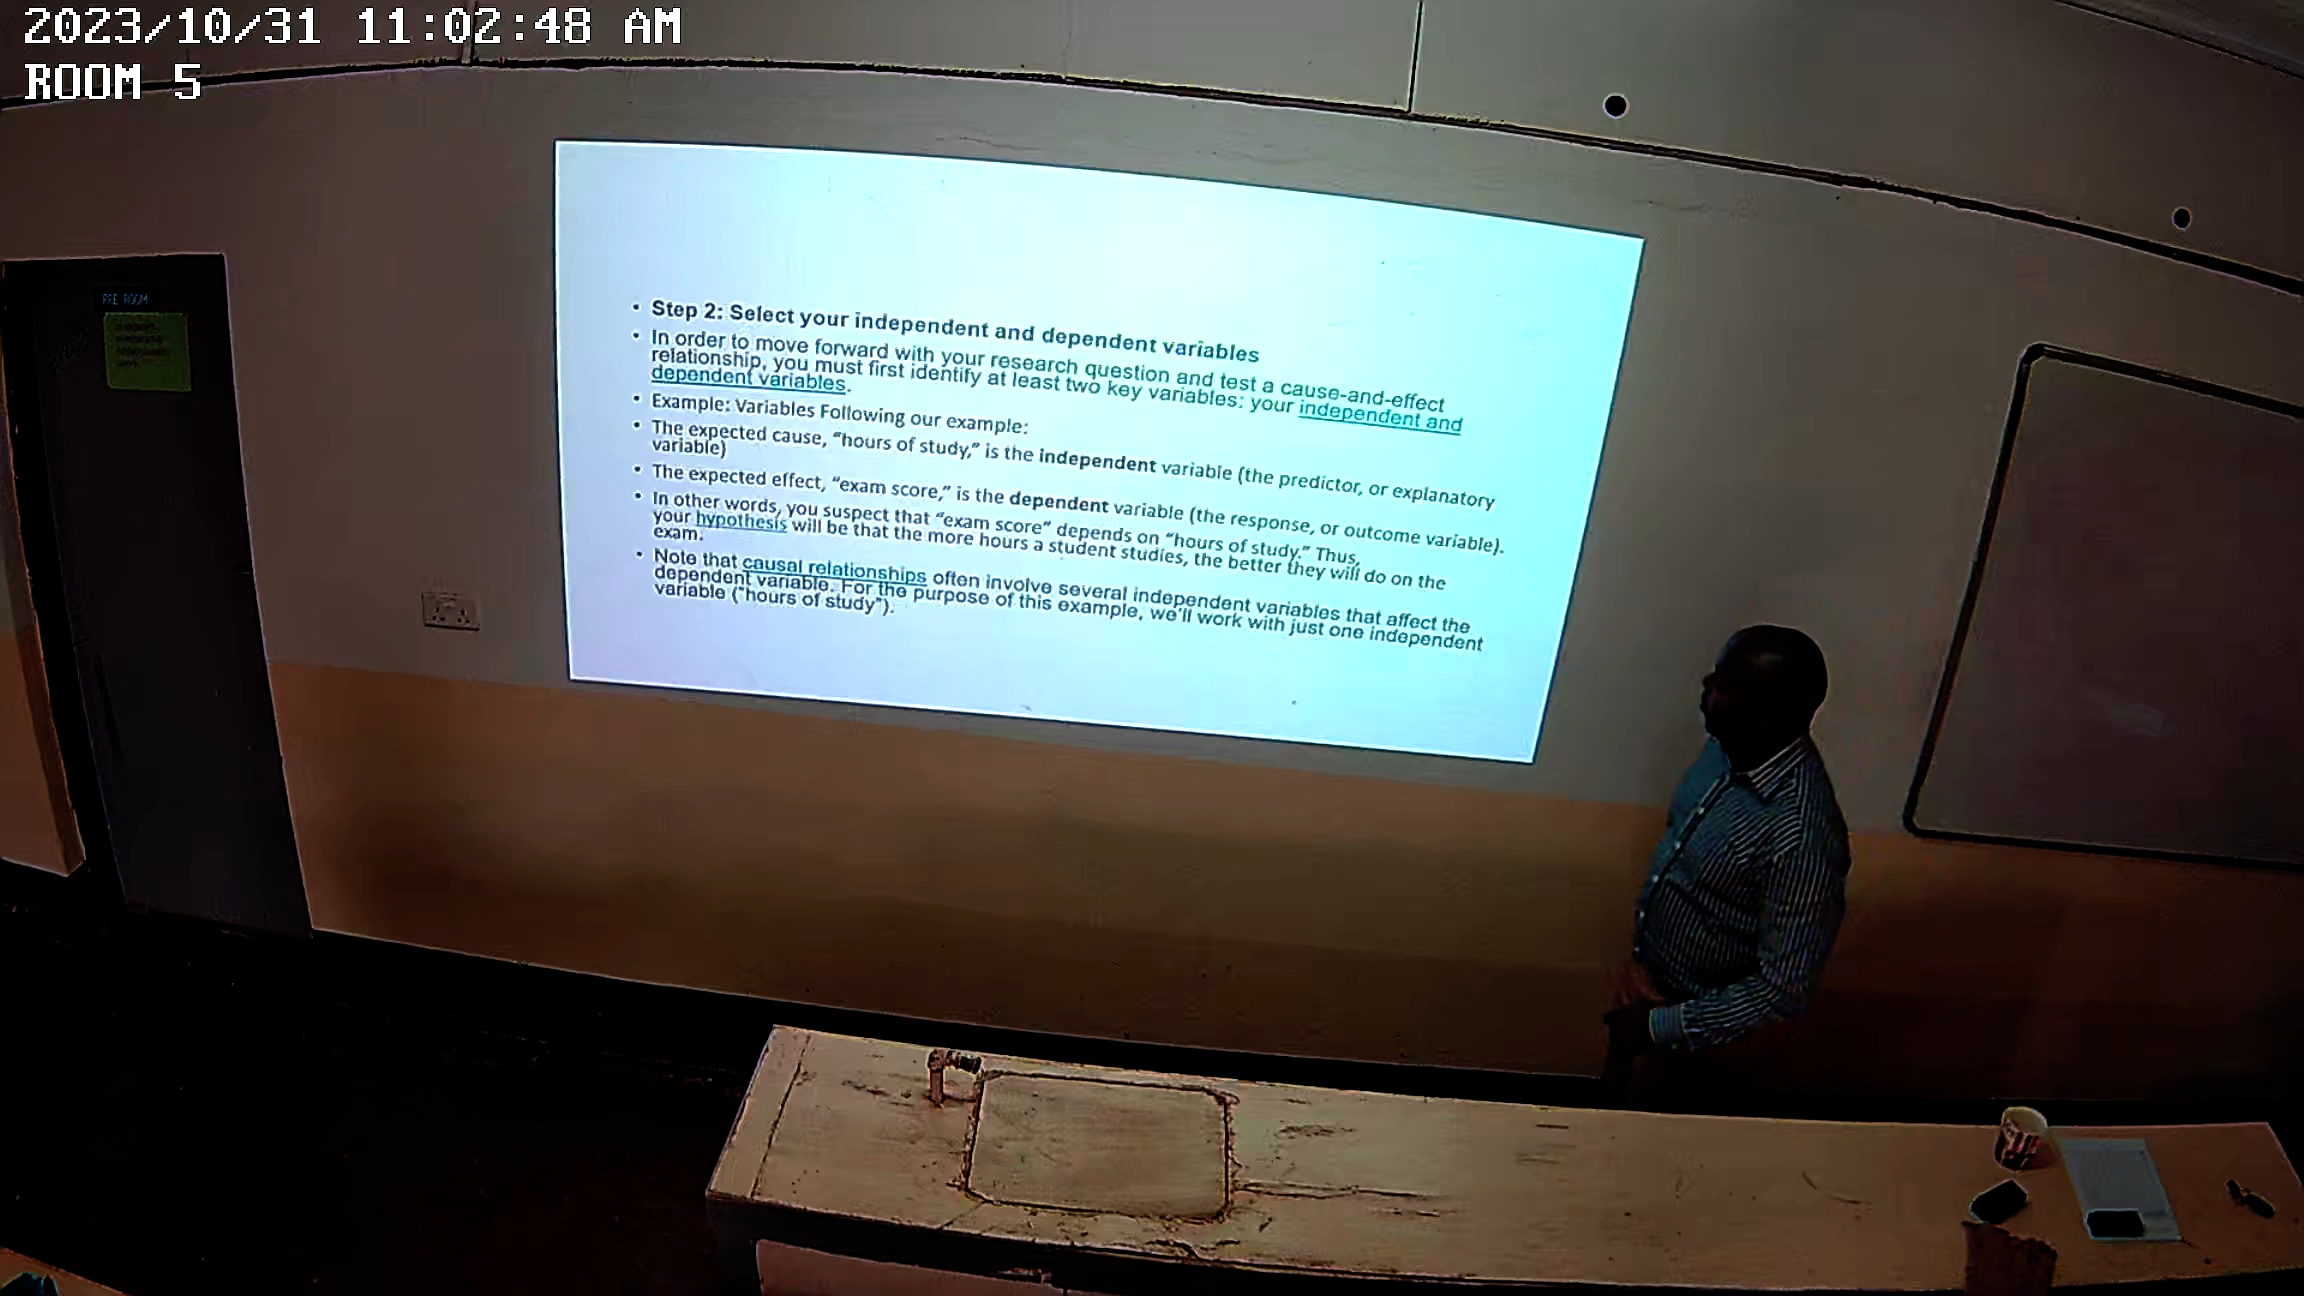 2023/10/31 11:02:48 AM
ROOM 5
PRE ROOM
• Step 2: Select your independent and dependent variables
• In order to move forward with your research question and test a cause-and-effect
relationship, you must first identify at least two key variables: your independent and
dependent variables.
• Example: Variables Following our example:
• The expected cause, “hours of study,” is the independent variable (the predictor, or explanatory
variable)
• The expected effect, “exam score,” is the dependent variable (the response, or outcome variable).
• In other words, you suspect that “exam score” depends on “hours of study.” Thus,
your hypothesis will be that the more hours a student studies, the better they will do on the
exam.
• Note that causal relationships often involve several independent variables that affect the
dependent variable. For the purpose of this example, we'll work with just one independent
variable ("hours of study").